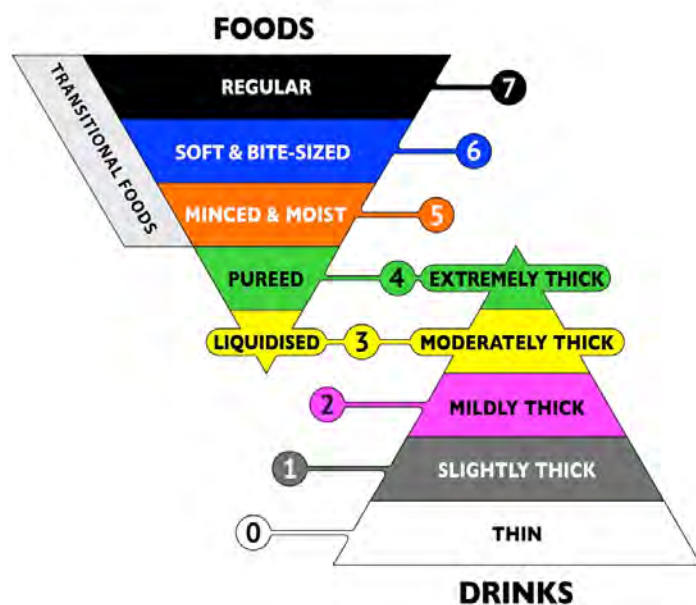 FOODS
TRANSITIONAL FOODS
REGULAR
7
SOFT & BITE-SIZED
6
MINCED & MOIST
5
PUREED
4
EXTREMELY THICK
LIQUIDISED
3
MODERATELY THICK
2
MILDLY THICK
1
SLIGHTLY THICK
0
THIN
DRINKS